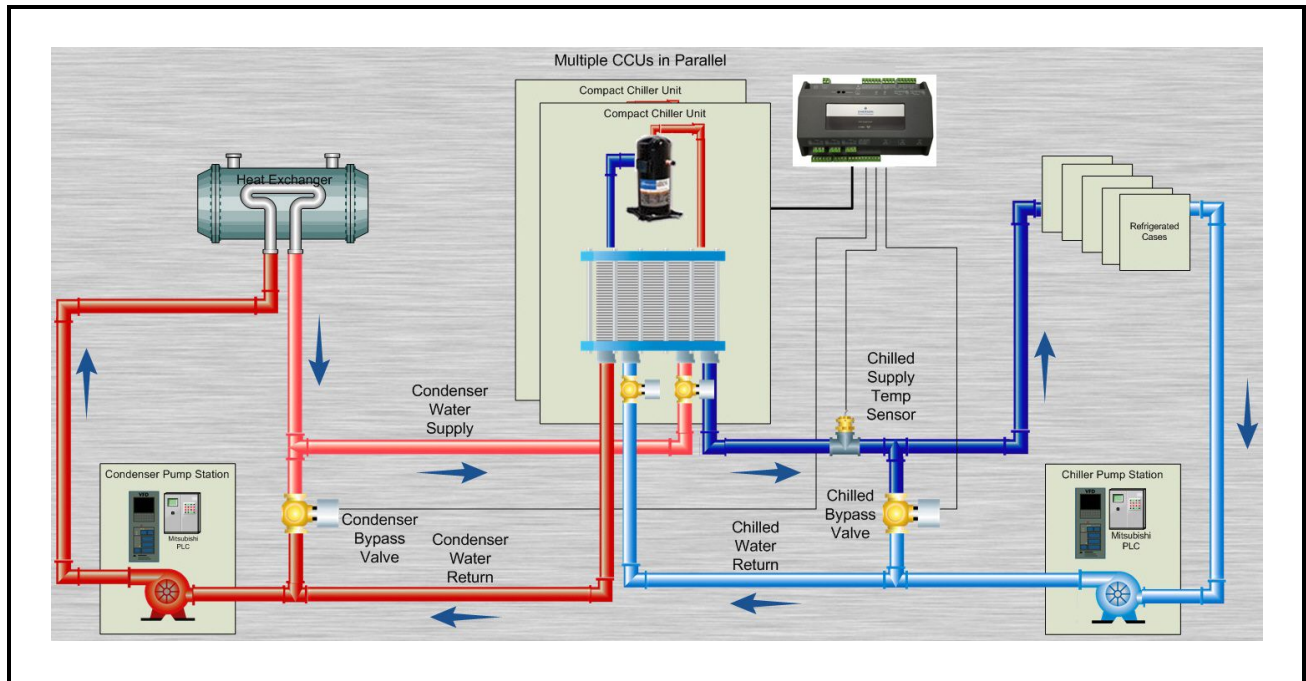 Multiple CCUs in Parallel
Compact Chiller Unit
Compact Chiller Unit
Heat Exchanger
Refrigerated
Cases
Condenser
Water
Supply
Chilled
Supply
Temp
Sensor
Condenser Pump Station
VFD
Mitsubishi
PLC
Condenser
Bypass
Valve
Condenser
Water
Return
Chilled
Water
Return
Chilled
Bypass
Valve
Chiller Pump Station
VFD
Mitsubishi
PLC